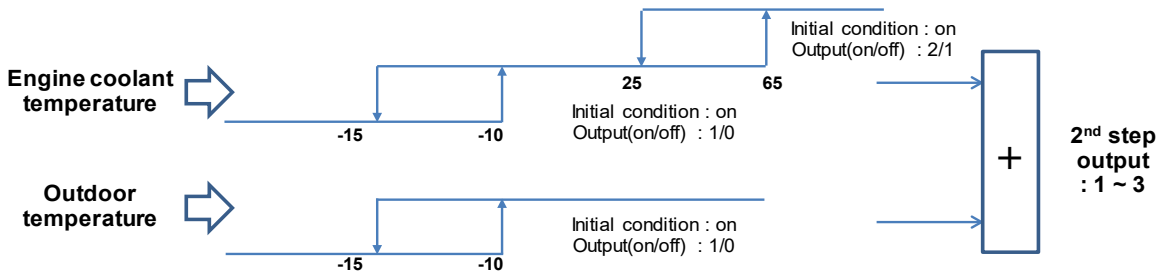 Initial condition : on
Output(on/off) : 2/1
Engine coolant
temperature
25
65
Initial condition : on
Output(on/off) : 1/0
-15
-10
2nd step
output
: 1 ~ 3
+
Outdoor
temperature
Initial condition : on
Output(on/off) : 1/0
-15
-10